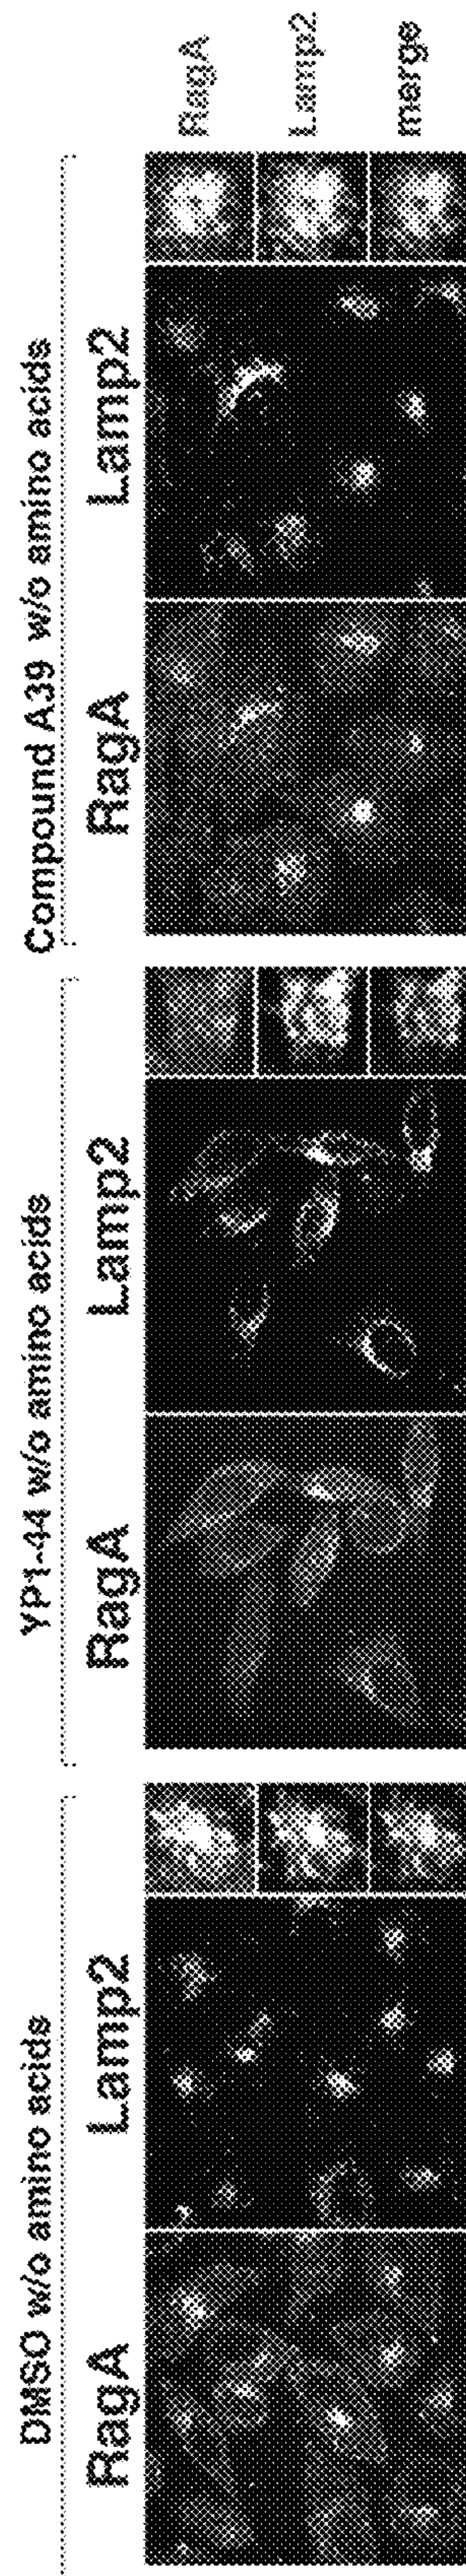 DMSO w/o amino acids
RagA
Lamp2
YP1-44 w/o amino acids
RagA
Lamp2
Compound A39 w/o amino acids
RagA
Lamp2
RagA
Lamp2
merge